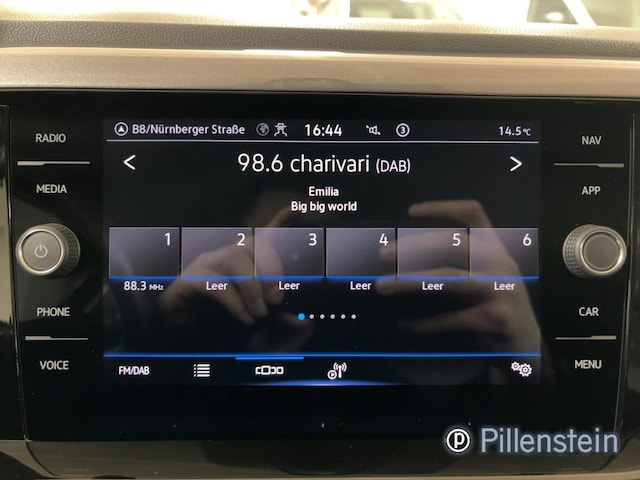 RADIO
MEDIA
PHONE
VOICE
B8/Nürnberger Straße 16:44 3 14.5°C
< 98.6 charivari (DAB) >
Emilia
Big big world
1 2 3 4 5 6
88.3 MHz Leer Leer Leer Leer Leer
FM/DAB
NAV
APP
CAR
MENU
P Pillenstein